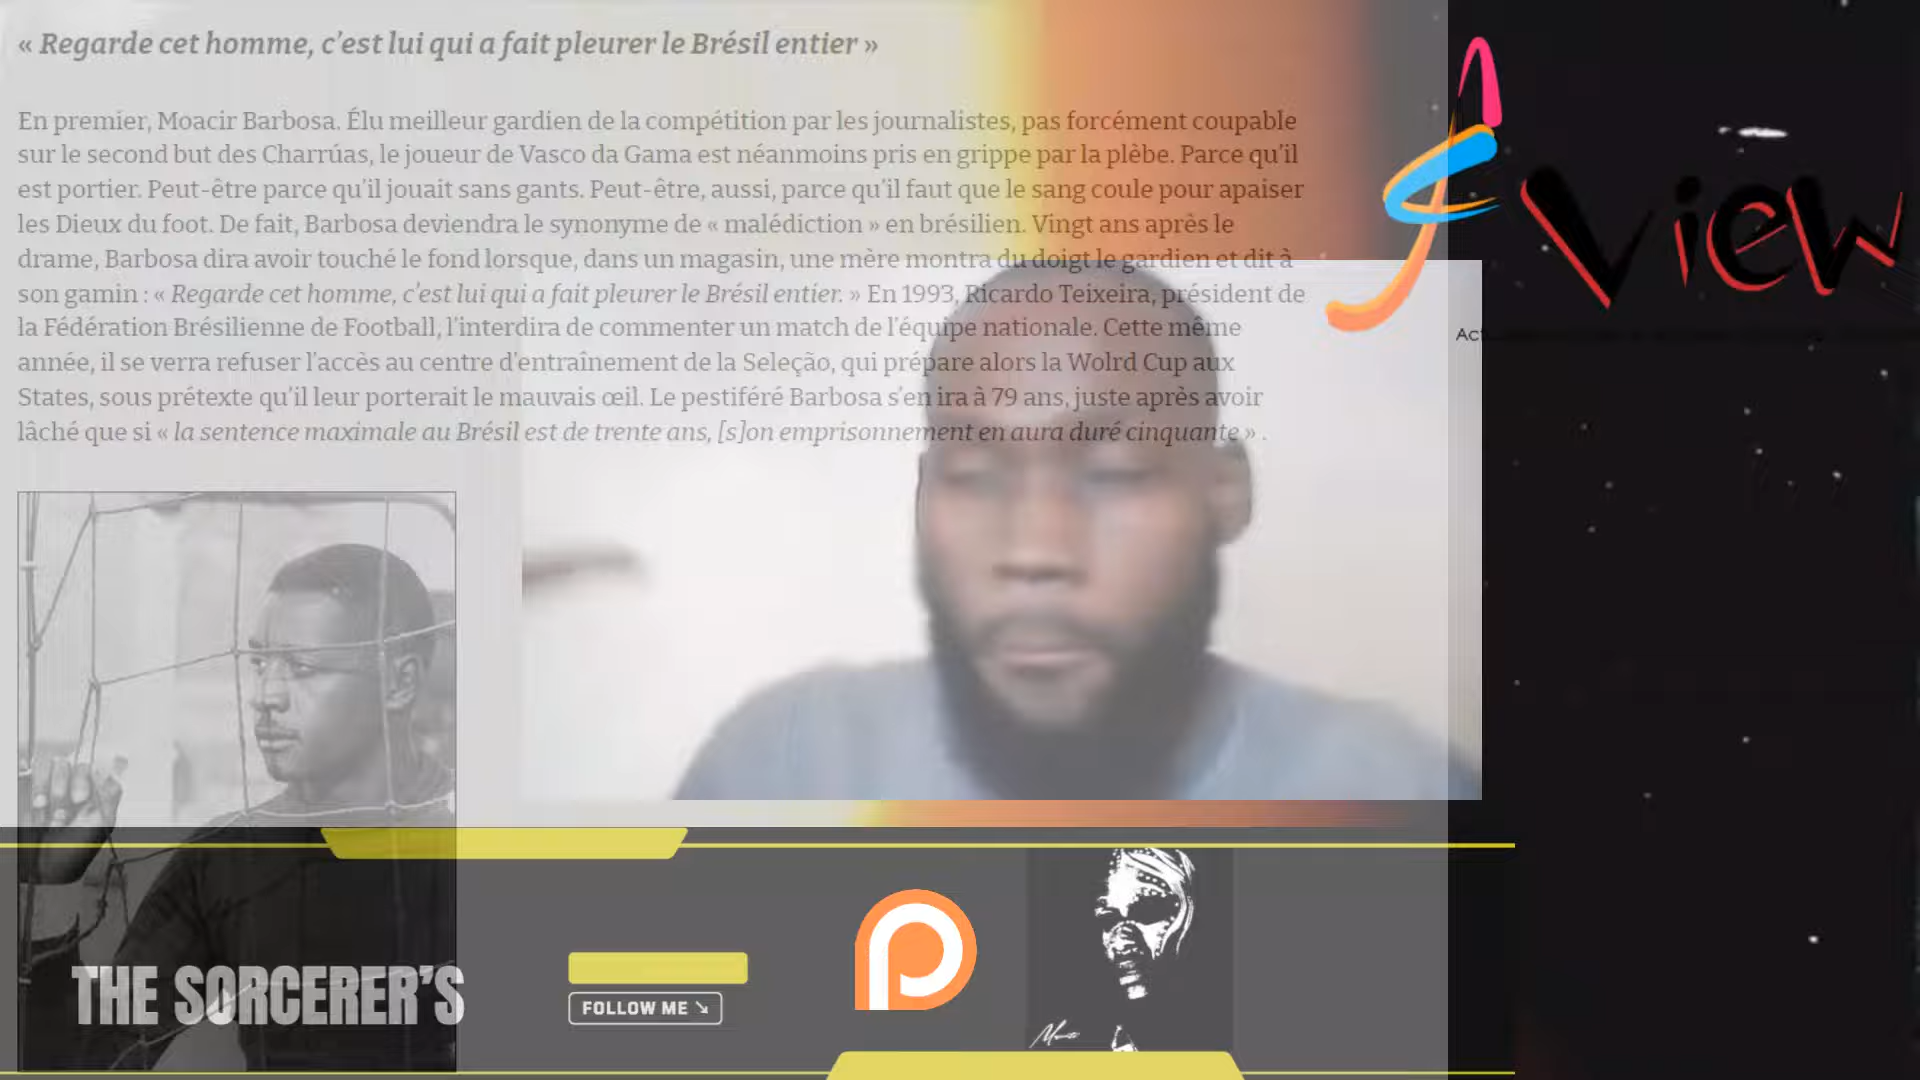 « Regarde cet homme, c'est lui qui a fait pleurer le Brésil entier »
En premier, Moacir Barbosa. Élu meilleur gardien de la compétition par les journalistes, pas forcément coupable
sur le second but des Charrúas, le joueur de Vasco da Gama est néanmoins pris en grippe par la plèbe. Parce qu'il
est portier. Peut-être parce qu'il jouait sans gants. Peut-être, aussi, parce qu'il faut que le sang coule pour apaiser
les Dieux du foot. De fait, Barbosa deviendra le synonyme de « malédiction » en brésilien. Vingt ans après le
drame, Barbosa dira avoir touché le fond lorsque, dans un magasin, une mère montra du doigt le gardien et dit à
son gamin : « Regarde cet homme, c'est lui qui a fait pleurer le Brésil entier. » En 1993, Ricardo Teixeira, président de
la Fédération Brésilienne de Football, l'interdira de commenter un match de l'équipe nationale. Cette même
année, il se verra refuser l'accès au centre d'entraînement de la Seleção, qui prépare alors la Wolrd Cup aux
States, sous prétexte qu'il leur porterait le mauvais œil. Le pestiféré Barbosa s'en ira à 79 ans, juste après avoir
lâché que si « la sentence maximale au Brésil est de trente ans, [s]on emprisonnement en aura duré cinquante » .
View
THE SORCERER'S
FOLLOW ME ↘